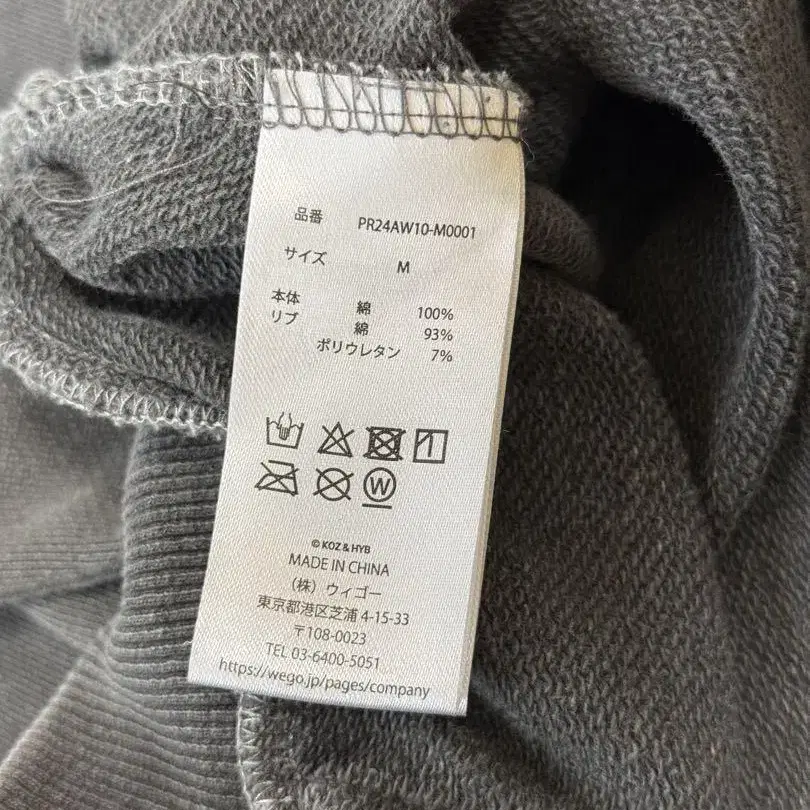 品番 PR24AW10-M0001
サイズ M
本体 綿 100%
リブ 綿 93%
ポリウレタン 7%
W
© KOZ & HYB
MADE IN CHINA
（株）ウィゴー
東京都港区芝浦 4-15-33
〒108-0023
TEL 03-6400-5051
https://wego.jp/pages/company